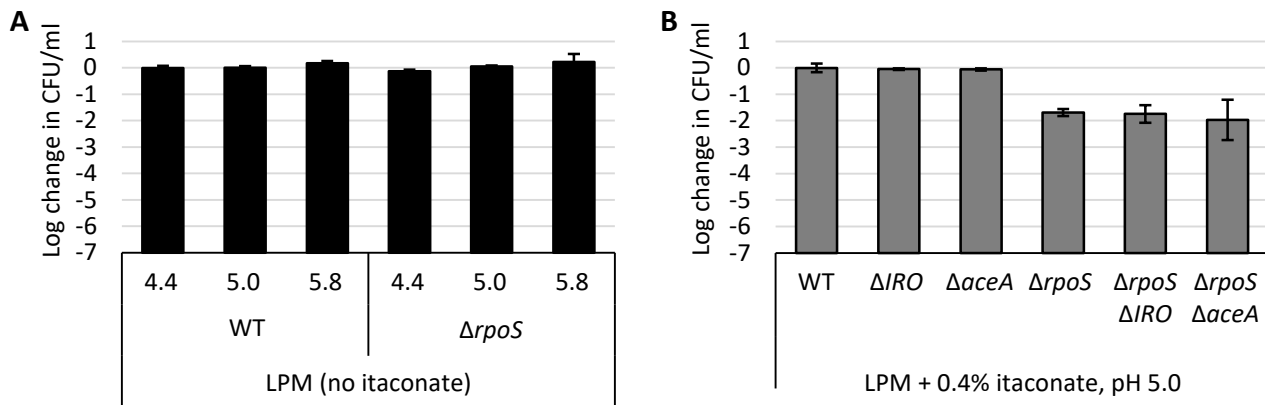 A
Log change in CFU/ml
1
0
-1
-2
-3
-4
-5
-6
-7
4.4 5.0 5.8 4.4 5.0 5.8
WT ΔrpoS
LPM (no itaconate)
B
Log change in CFU/ml
1
0
-1
-2
-3
-4
-5
-6
-7
WT ΔIRO ΔaceA ΔrpoS ΔrpoS ΔrpoS
ΔIRO ΔaceA
LPM + 0.4% itaconate, pH 5.0